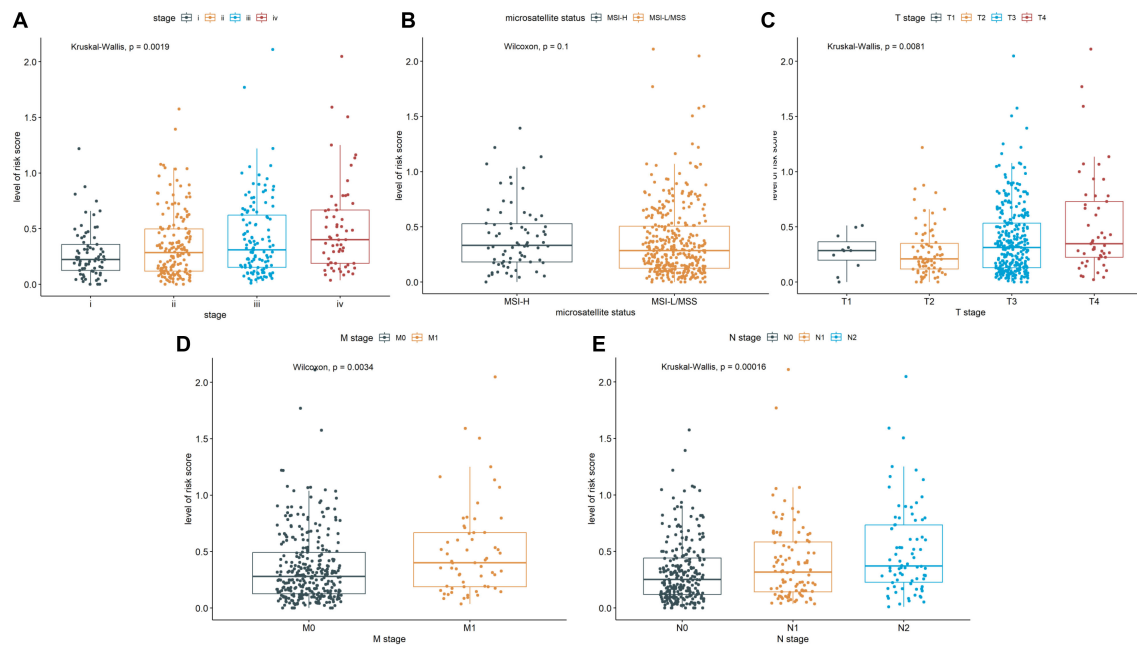 A
stage i ii iii iv
Kruskal-Wallis, p = 0.0019
level of risk score
2.0
1.5
1.0
0.5
0.0
i ii iii iv
stage
B
microsatellite status MSI-H MSI-L/MSS
Wilcoxon, p = 0.1
level of risk score
2.0
1.5
1.0
0.5
0.0
MSI-H MSI-L/MSS
microsatellite status
C
T stage T1 T2 T3 T4
Kruskal-Wallis, p = 0.0081
level of risk score
2.0
1.5
1.0
0.5
0.0
T1 T2 T3 T4
T stage
D
M stage M0 M1
Wilcoxon, p = 0.0034
level of risk score
2.0
1.5
1.0
0.5
0.0
M0 M1
M stage
E
N stage N0 N1 N2
Kruskal-Wallis, p = 0.00016
level of risk score
2.0
1.5
1.0
0.5
0.0
N0 N1 N2
N stage